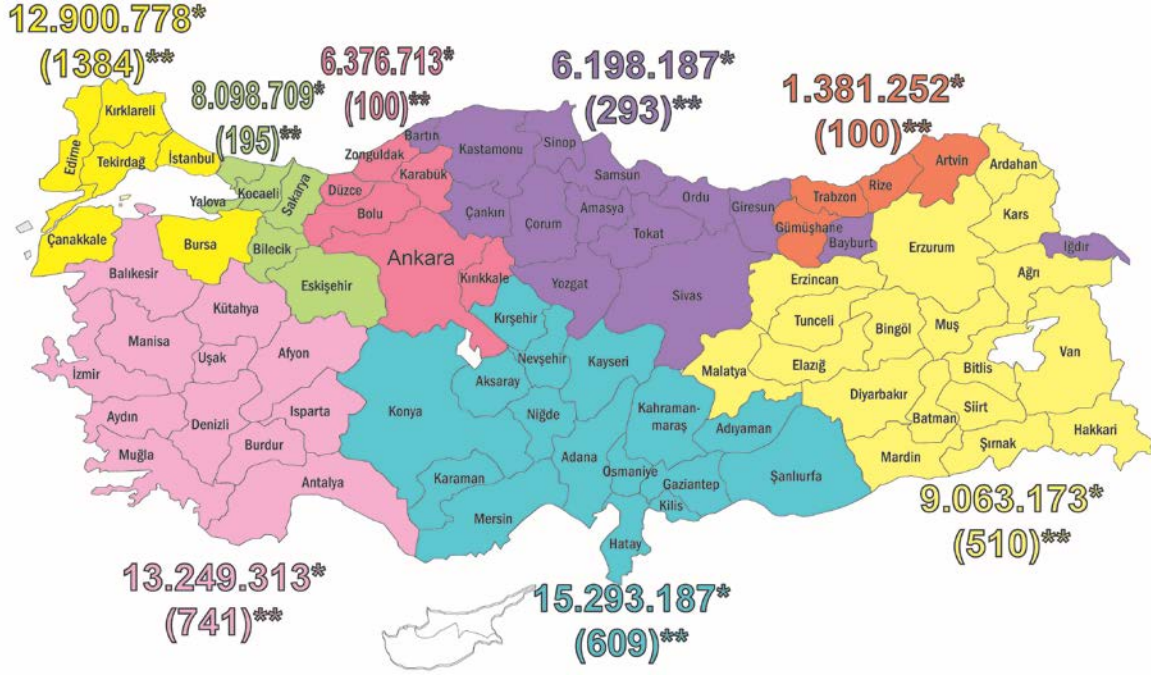 12.900.778*
(1384)**
8.098.709*
(195)**
6.376.713*
(100)**
6.198.187*
(293)**
1.381.252*
(100)**
Kırklareli
Edirne
Tekirdağ
İstanbul
Yalova
Kocaeli
Sakarya
Çanakkale
Bursa
Bilecik
Eskişehir
Zonguldak
Bartın
Karabük
Düzce
Bolu
Ankara
Kırıkkale
Kastamonu
Sinop
Samsun
Çankırı
Çorum
Amasya
Ordu
Giresun
Tokat
Yozgat
Sivas
Trabzon
Rize
Artvin
Gümüşhane
Bayburt
Ardahan
Kars
Iğdır
Erzurum
Ağrı
Erzincan
Tunceli
Bingöl
Muş
Van
Malatya
Elazığ
Bitlis
Diyarbakır
Batman
Siirt
Mardin
Şırnak
Hakkari
Balıkesir
Kütahya
Manisa
Uşak
Afyon
İzmir
Aydın
Denizli
Isparta
Burdur
Muğla
Antalya
Kırşehir
Nevşehir
Kayseri
Aksaray
Konya
Niğde
Kahraman-
maraş
Adıyaman
Adana
Osmaniye
Gaziantep
Şanlıurfa
Karaman
Kilis
Mersin
Hatay
9.063.173*
(510)**
13.249.313*
(741)**
15.293.187*
(609)**